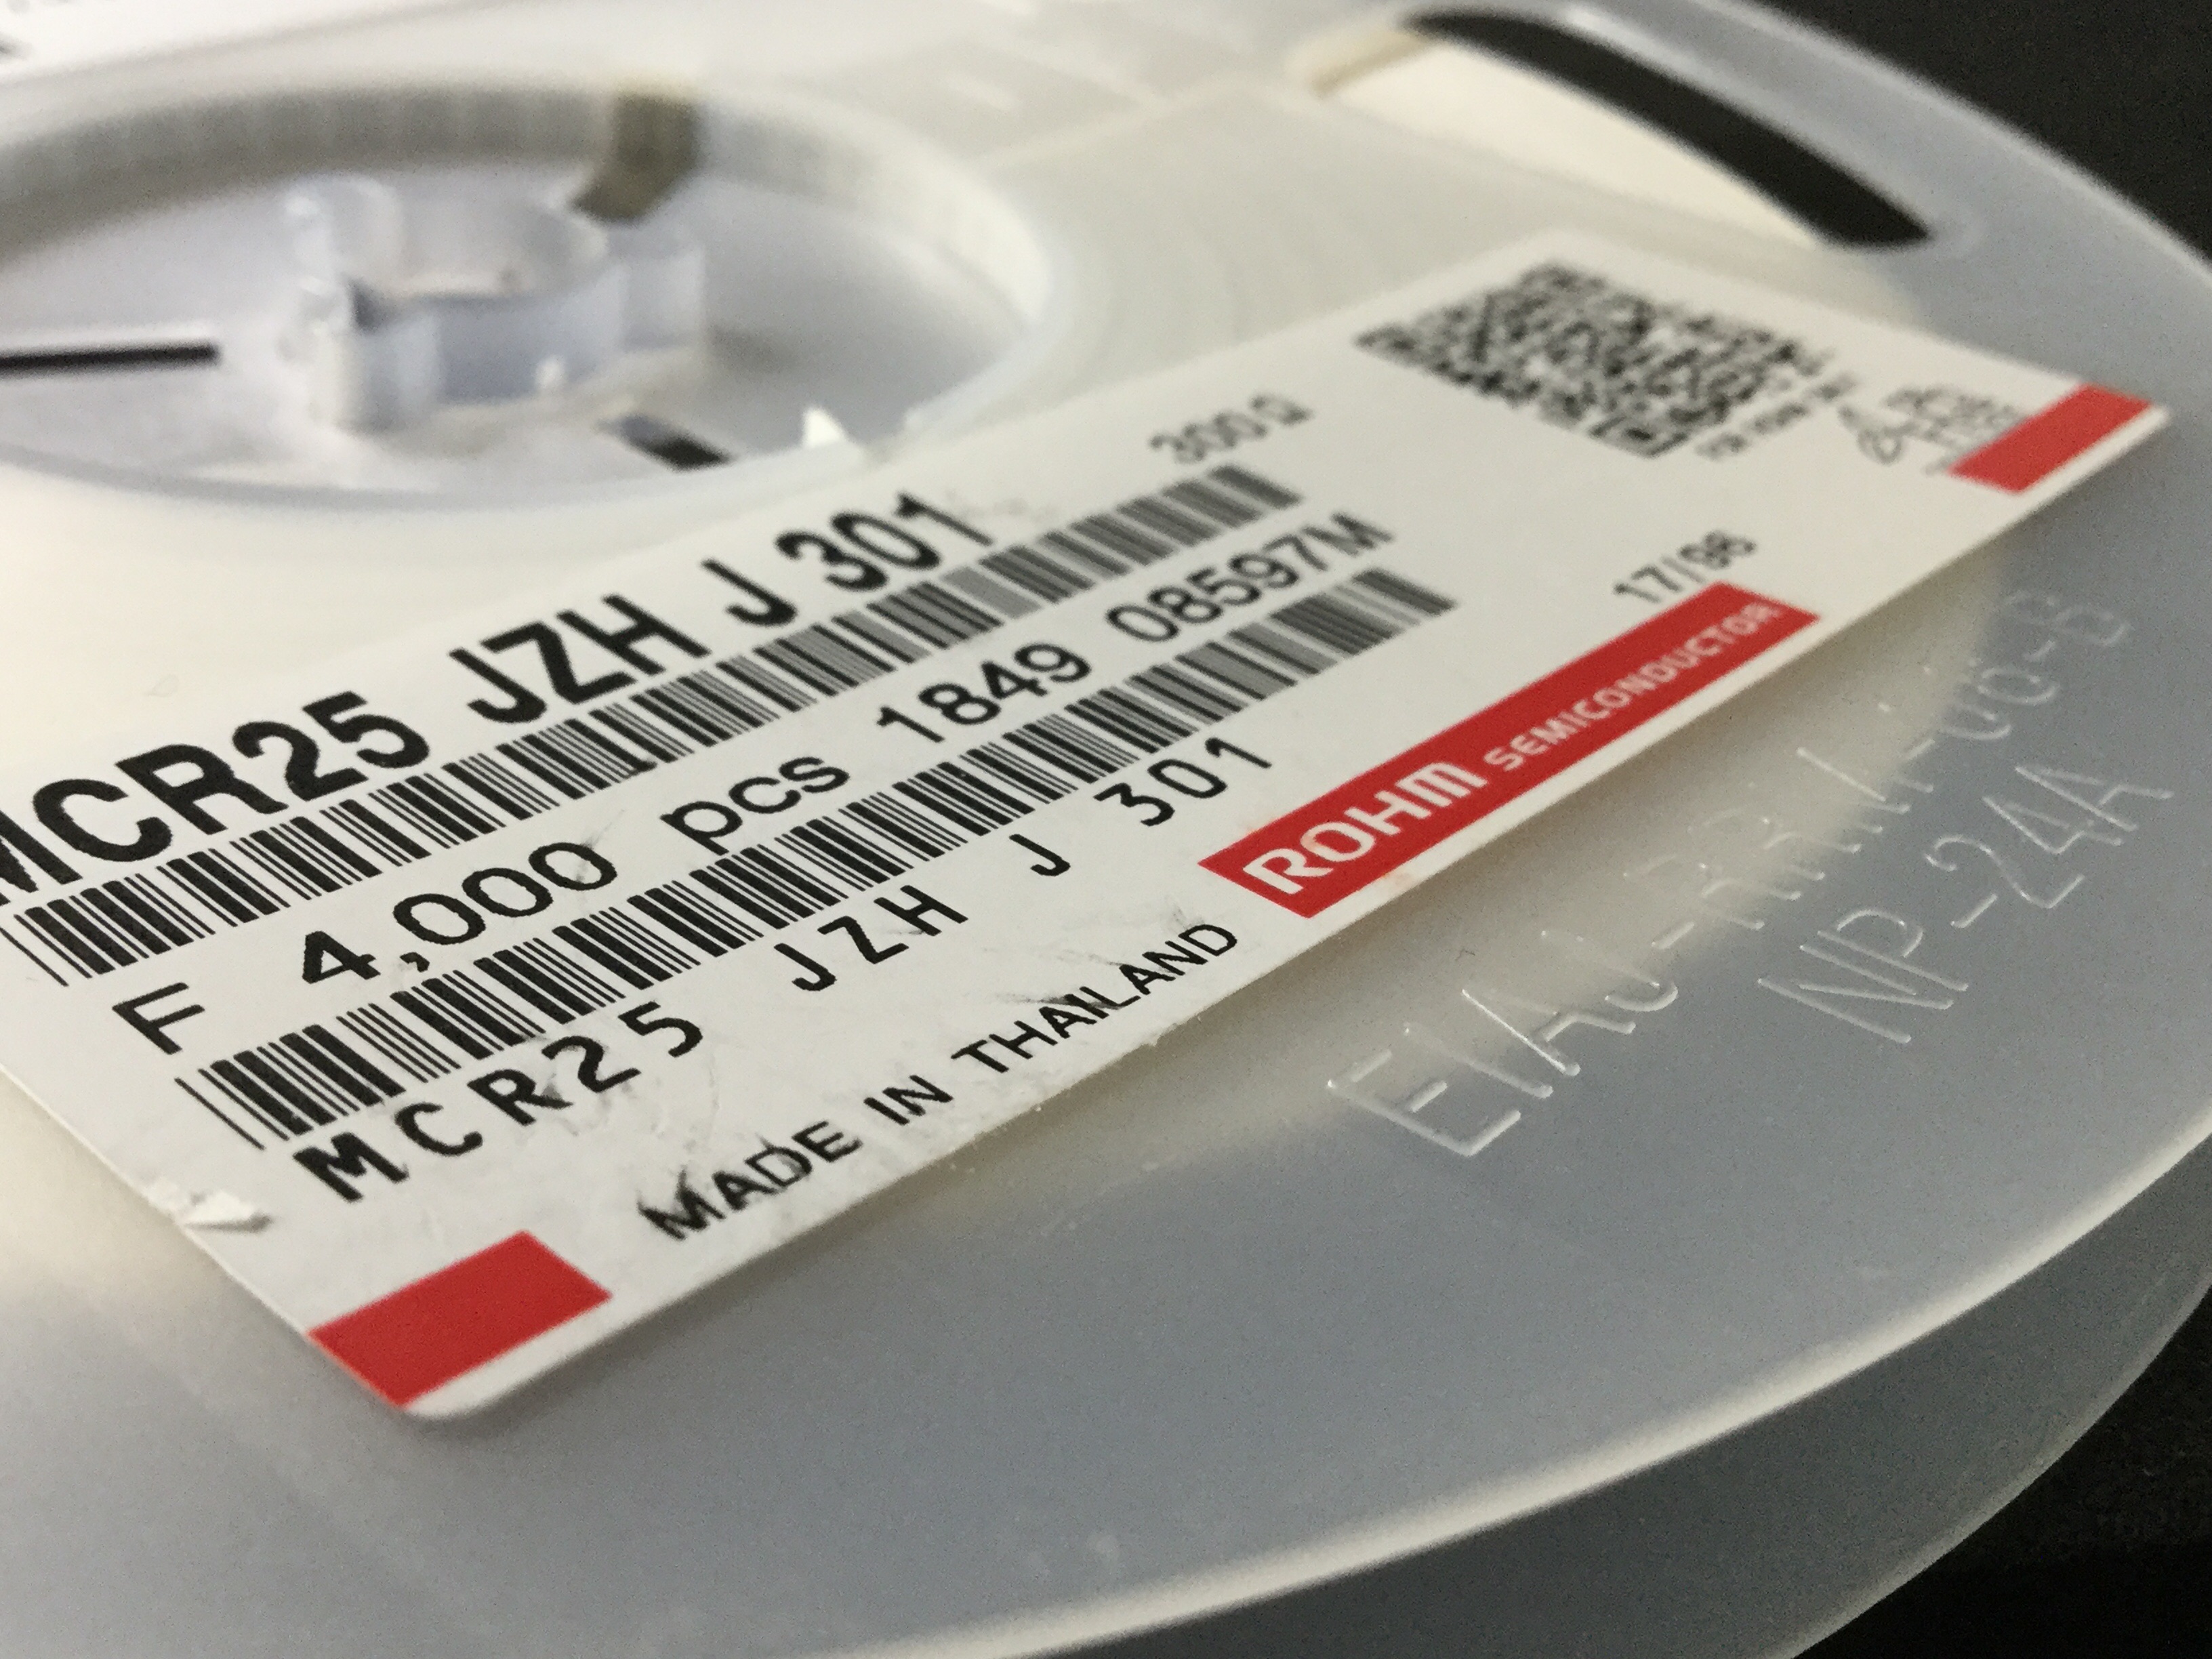 MCR25 JZH J 301
300Ω
F 4,000 pcs 1849 08597M
MCR25 JZH J 301
17/96
MADE IN THAILAND
ROHM SEMICONDUCTOR
NP-24A